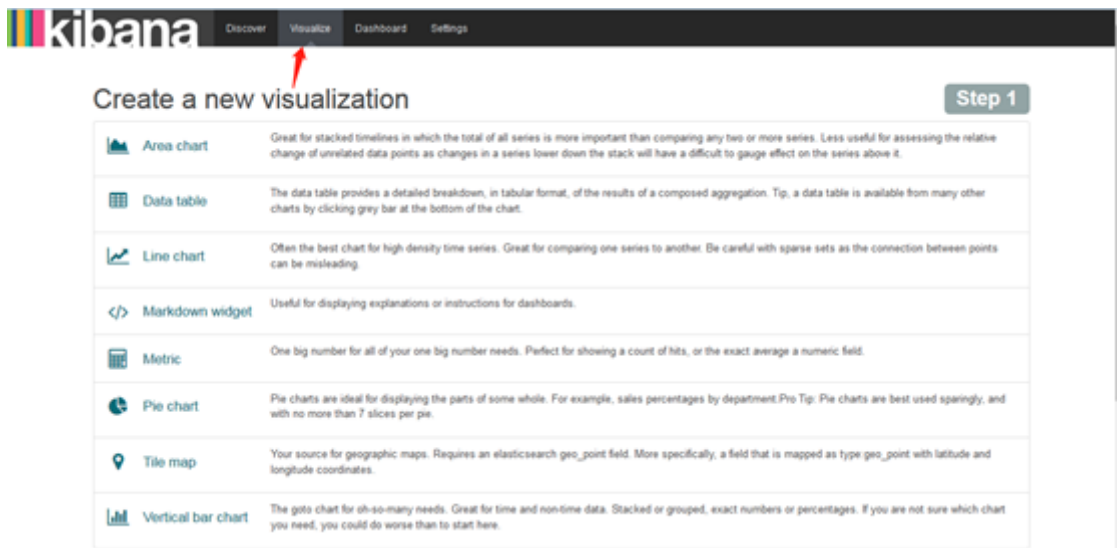 kibana Discover Visualize Dashboard Settings
Create a new visualization Step 1
Area chart
Great for stacked timelines in which the total of all series is more important than comparing any two or more series. Less useful for assessing the relative
change of unrelated data points as changes in a series lower down the stack will have a difficult to gauge effect on the series above it.
Data table
The data table provides a detailed breakdown, in tabular format, of the results of a composed aggregation. Tip, a data table is available from many other
charts by clicking grey bar at the bottom of the chart.
Line chart
Often the best chart for high density time series. Great for comparing one series to another. Be careful with sparse sets as the connection between points
can be misleading.
Markdown widget
Useful for displaying explanations or instructions for dashboards.
Metric
One big number for all of your one big number needs. Perfect for showing a count of hits, or the exact average a numeric field.
Pie chart
Pie charts are ideal for displaying the parts of some whole. For example, sales percentages by department.Pro Tip: Pie charts are best used sparingly, and
with no more than 7 slices per pie.
Tile map
Your source for geographic maps. Requires an elasticsearch geo_point field. More specifically, a field that is mapped as type:geo_point with latitude and
longitude coordinates.
Vertical bar chart
The goto chart for oh-so-many needs. Great for time and non-time data. Stacked or grouped, exact numbers or percentages. If you are not sure which chart
you need, you could do worse than to start here.